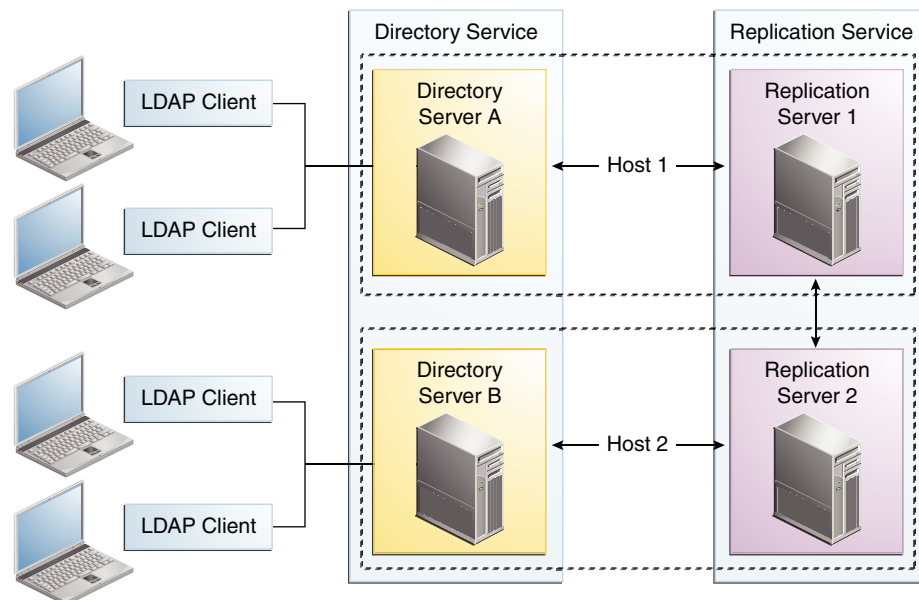 Directory Service
Replication Service
LDAP Client
Directory
Server A
Host 1
Replication
Server 1
LDAP Client
LDAP Client
Directory
Server B
Host 2
Replication
Server 2
LDAP Client